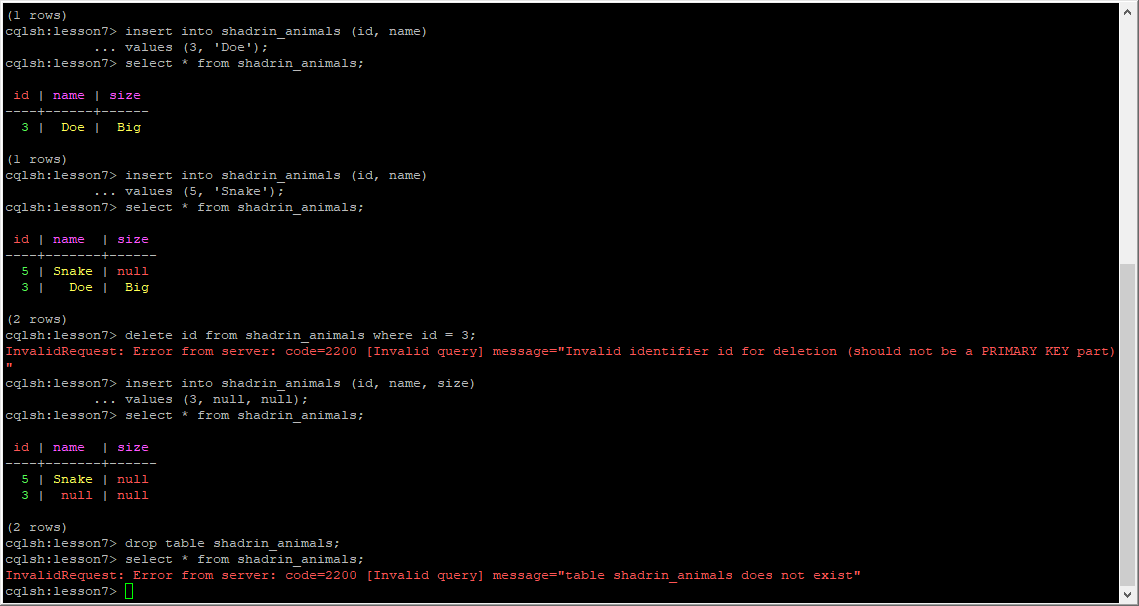 (1 rows)
cqlsh:lesson7> insert into shadrin_animals (id, name)
           ... values (3, 'Doe');
cqlsh:lesson7> select * from shadrin_animals;

 id | name | size
----+------+------
  3 |  Doe |  Big

(1 rows)
cqlsh:lesson7> insert into shadrin_animals (id, name)
           ... values (5, 'Snake');
cqlsh:lesson7> select * from shadrin_animals;

 id | name  | size
----+-------+------
  5 | Snake | null
  3 |   Doe |  Big

(2 rows)
cqlsh:lesson7> delete id from shadrin_animals where id = 3;
InvalidRequest: Error from server: code=2200 [Invalid query] message="Invalid identifier id for deletion (should not be a PRIMARY KEY part)
"
cqlsh:lesson7> insert into shadrin_animals (id, name, size)
           ... values (3, null, null);
cqlsh:lesson7> select * from shadrin_animals;

 id | name  | size
----+-------+------
  5 | Snake | null
  3 |  null | null

(2 rows)
cqlsh:lesson7> drop table shadrin_animals;
cqlsh:lesson7> select * from shadrin_animals;
InvalidRequest: Error from server: code=2200 [Invalid query] message="table shadrin_animals does not exist"
cqlsh:lesson7>